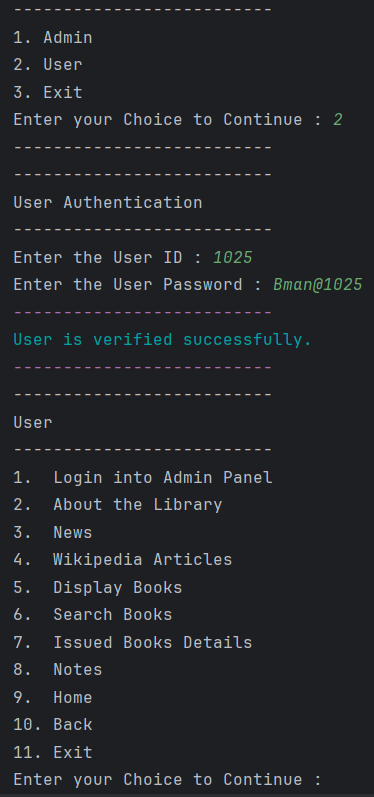 --------------------------
1. Admin
2. User
3. Exit
Enter your Choice to Continue : 2
--------------------------
--------------------------
User Authentication
--------------------------
Enter the User ID : 1025
Enter the User Password : Bman@1025
--------------------------
User is verified successfully.
--------------------------
--------------------------
User
--------------------------
1.  Login into Admin Panel
2.  About the Library
3.  News
4.  Wikipedia Articles
5.  Display Books
6.  Search Books
7.  Issued Books Details
8.  Notes
9.  Home
10. Back
11. Exit
Enter your Choice to Continue :